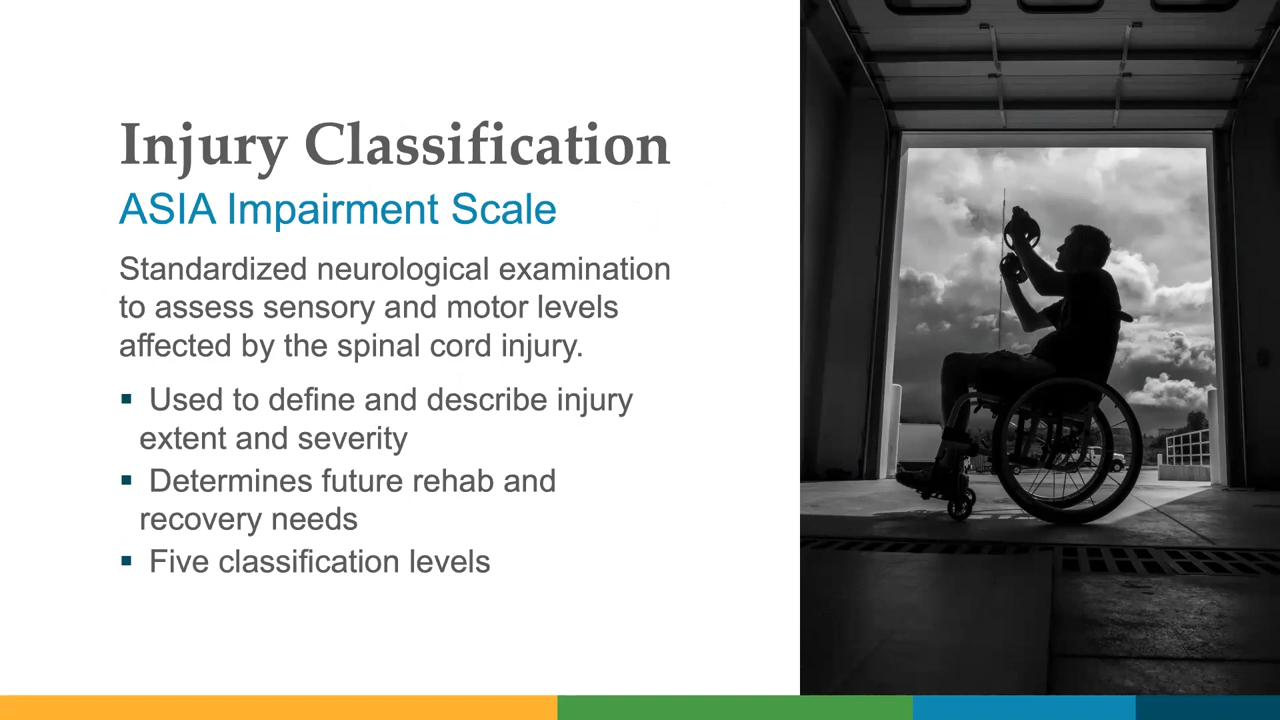 Injury Classification
ASIA Impairment Scale
Standardized neurological examination
to assess sensory and motor levels
affected by the spinal cord injury.
▪ Used to define and describe injury
extent and severity
▪ Determines future rehab and
recovery needs
▪ Five classification levels